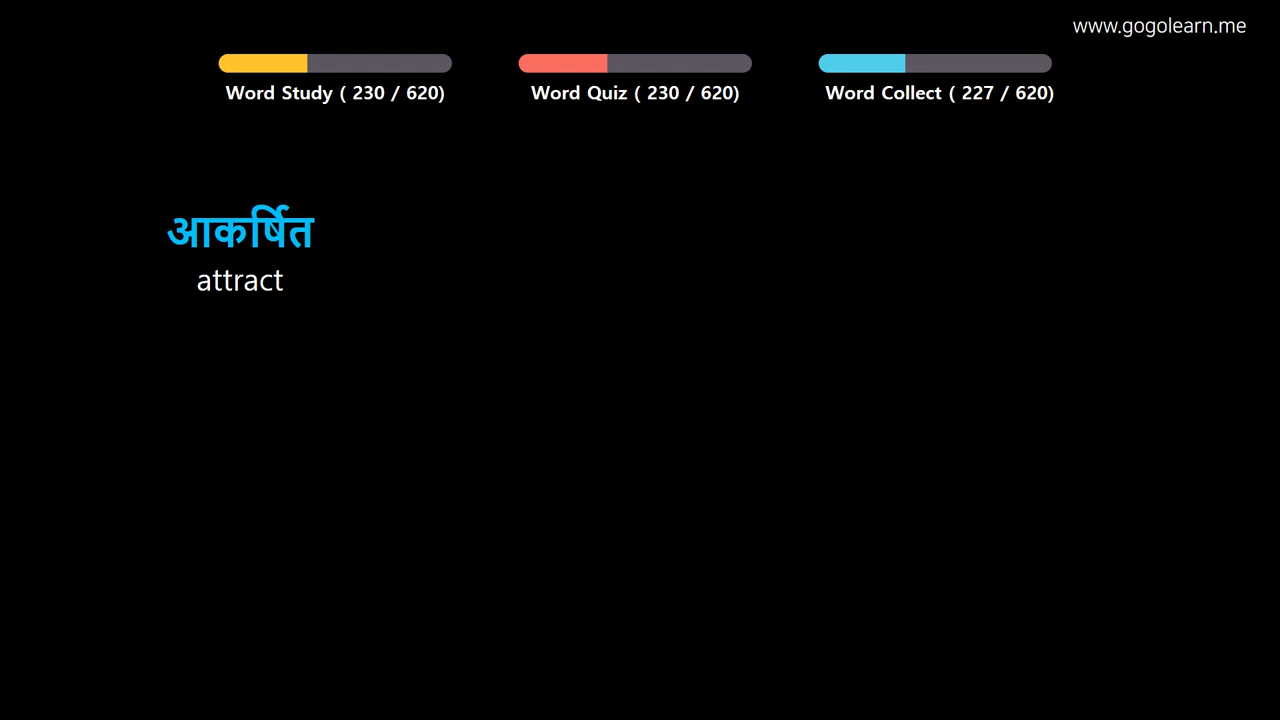 www.gogolearn.me
Word Study ( 230 / 620)
Word Quiz ( 230 / 620)
Word Collect ( 227 / 620)
आकर्षित
attract